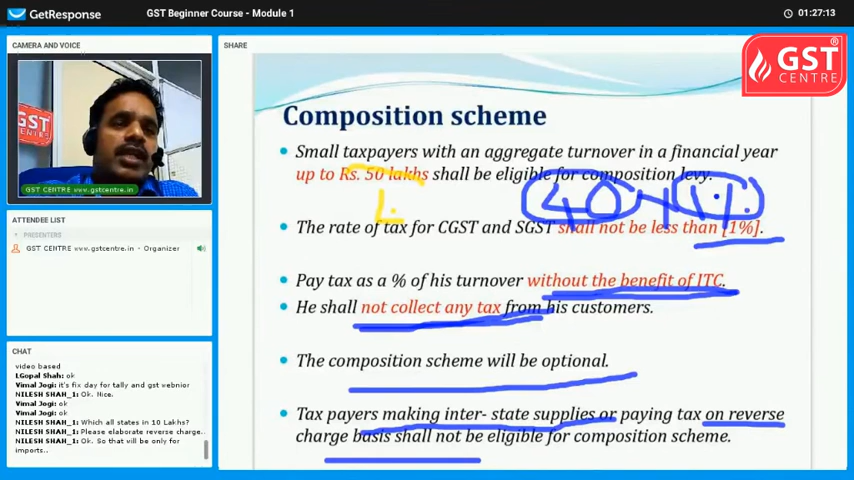 GetResponse
GST Beginner Course - Module 1
01:27:13
CAMERA AND VOICE
GST
CENTRE
GST CENTRE www.gstcentre.in
ATTENDEE LIST
PRESENTERS
GST CENTRE www.gstcentre.in - Organizer
CHAT
video based
LGopal Shah: ok
Vimal Jogi: it's fix day for tally and gst webnior
NILESH SHAH_1: Ok. Nice.
Vimal Jogi: ok
Vimal Jogi: ok
NILESH SHAH_1: Which all states in 10 Lakhs?
NILESH SHAH_1: Please elaborate reverse charge..
NILESH SHAH_1: Ok. So that will be only for
imports..
SHARE
GST
CENTRE
®
Composition scheme
Small taxpayers with an aggregate turnover in a financial year
up to Rs. 50 lakhs shall be eligible for composition levy.
40 1%
The rate of tax for CGST and SGST shall not be less than [1%].
Pay tax as a % of his turnover without the benefit of ITC.
He shall not collect any tax from his customers.
The composition scheme will be optional.
Tax payers making inter- state supplies or paying tax on reverse
charge basis shall not be eligible for composition scheme.